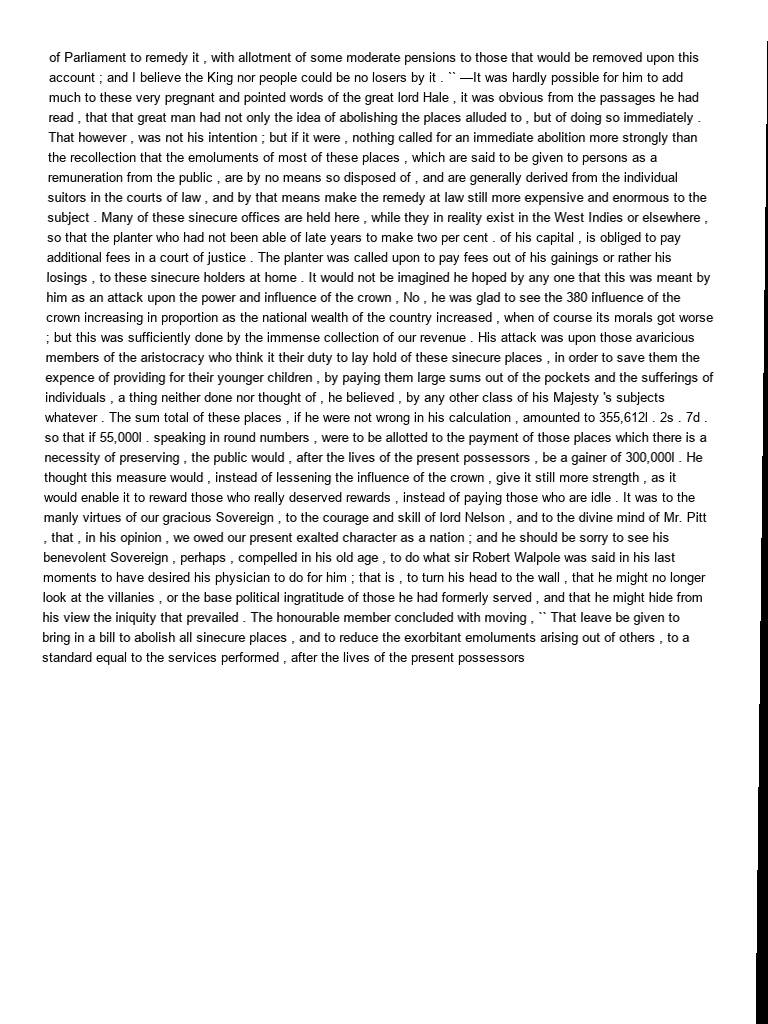 of Parliament to remedy it , with allotment of some moderate pensions to those that would be removed upon this
account ; and I believe the King nor people could be no losers by it . `` —It was hardly possible for him to add
much to these very pregnant and pointed words of the great lord Hale , it was obvious from the passages he had
read , that that great man had not only the idea of abolishing the places alluded to , but of doing so immediately .
That however , was not his intention ; but if it were , nothing called for an immediate abolition more strongly than
the recollection that the emoluments of most of these places , which are said to be given to persons as a
remuneration from the public , are by no means so disposed of , and are generally derived from the individual
suitors in the courts of law , and by that means make the remedy at law still more expensive and enormous to the
subject . Many of these sinecure offices are held here , while they in reality exist in the West Indies or elsewhere ,
so that the planter who had not been able of late years to make two per cent . of his capital , is obliged to pay
additional fees in a court of justice . The planter was called upon to pay fees out of his gainings or rather his
losings , to these sinecure holders at home . It would not be imagined he hoped by any one that this was meant by
him as an attack upon the power and influence of the crown , No , he was glad to see the 380 influence of the
crown increasing in proportion as the national wealth of the country increased , when of course its morals got worse
; but this was sufficiently done by the immense collection of our revenue . His attack was upon those avaricious
members of the aristocracy who think it their duty to lay hold of these sinecure places , in order to save them the
expence of providing for their younger children , by paying them large sums out of the pockets and the sufferings of
individuals , a thing neither done nor thought of , he believed , by any other class of his Majesty 's subjects
whatever . The sum total of these places , if he were not wrong in his calculation , amounted to 355,612l . 2s . 7d .
so that if 55,000l . speaking in round numbers , were to be allotted to the payment of those places which there is a
necessity of preserving , the public would , after the lives of the present possessors , be a gainer of 300,000l . He
thought this measure would , instead of lessening the influence of the crown , give it still more strength , as it
would enable it to reward those who really deserved rewards , instead of paying those who are idle . It was to the
manly virtues of our gracious Sovereign , to the courage and skill of lord Nelson , and to the divine mind of Mr. Pitt
, that , in his opinion , we owed our present exalted character as a nation ; and he should be sorry to see his
benevolent Sovereign , perhaps , compelled in his old age , to do what sir Robert Walpole was said in his last
moments to have desired his physician to do for him ; that is , to turn his head to the wall , that he might no longer
look at the villanies , or the base political ingratitude of those he had formerly served , and that he might hide from
his view the iniquity that prevailed . The honourable member concluded with moving , `` That leave be given to
bring in a bill to abolish all sinecure places , and to reduce the exorbitant emoluments arising out of others , to a
standard equal to the services performed , after the lives of the present possessors